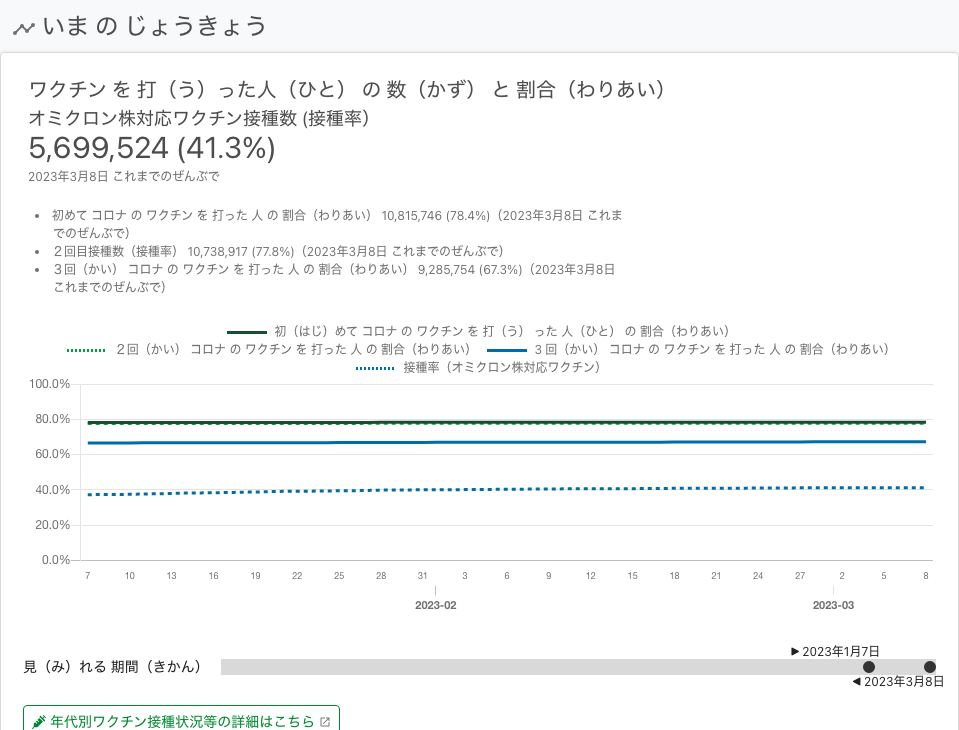 いま の じょうきょう
ワクチン を 打（う）った人（ひと） の 数（かず） と 割合（わりあい）
オミクロン株対応ワクチン接種数 (接種率)
5,699,524 (41.3%)
2023年3月8日 これまでのぜんぶで
• 初めて コロナ の ワクチン を 打った 人 の 割合（わりあい） 10,815,746 (78.4%)（2023年3月8日 これま
でのぜんぶで）
• ２回目接種数（接種率） 10,738,917 (77.8%)（2023年3月8日 これまでのぜんぶで）
• ３回（かい） コロナ の ワクチン を 打った 人 の 割合（わりあい） 9,285,754 (67.3%)（2023年3月8日
これまでのぜんぶで）
初（はじ）めて コロナ の ワクチン を 打（う） った 人（ひと） の 割合（わりあい）
２回（かい） コロナ の ワクチン を 打った 人 の 割合（わりあい） ３回（かい） コロナ の ワクチン を 打った 人 の 割合（わりあい）
接種率（オミクロン株対応ワクチン）
100.0%
80.0%
60.0%
40.0%
20.0%
0.0%
7 10 13 16 19 22 25 28 31 3 6 9 12 15 18 21 24 27 2 5 8
2023-02 2023-03
▶ 2023年1月7日
見（み）れる 期間（きかん）
◀ 2023年3月8日
年代別ワクチン接種状況等の詳細はこちら